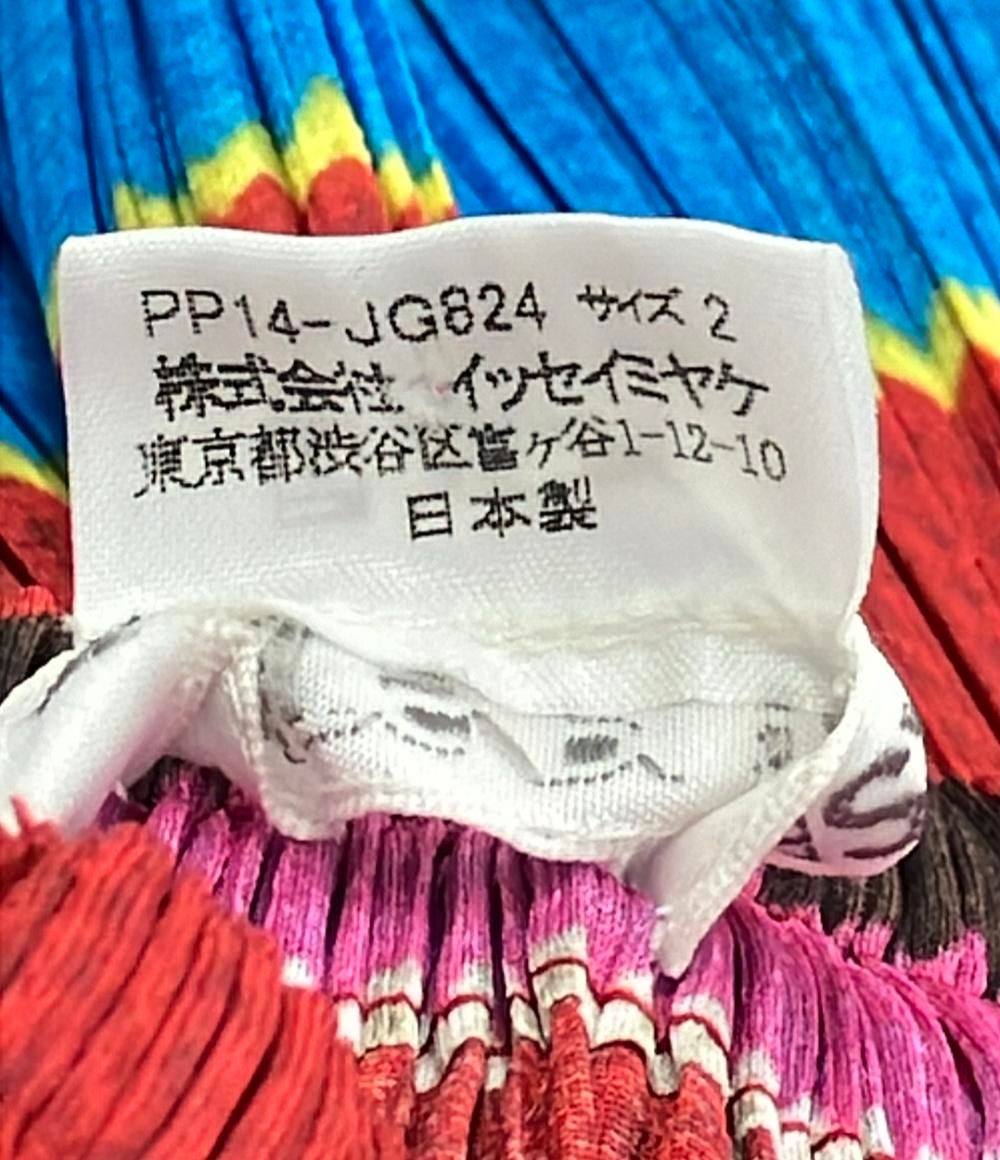 PP14-JG824 サイズ 2
株式会社 イッセイミヤケ
東京都渋谷区富ヶ谷1-12-10
日本製